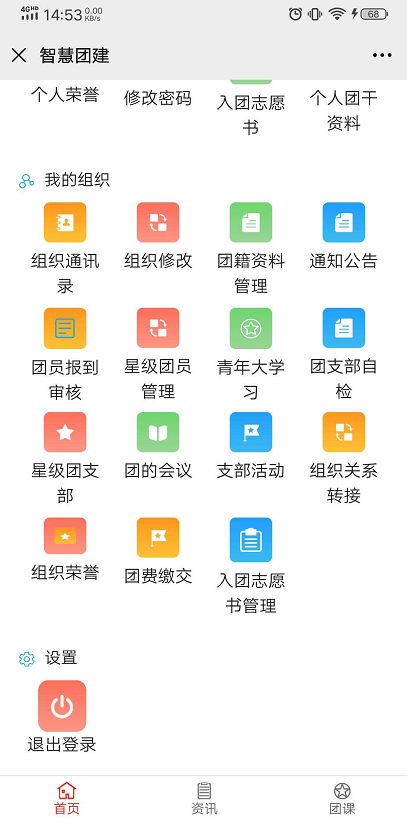 4GHD 14:53 0.00 KB/s 68
智慧团建
个人荣誉 修改密码 入团志愿 个人团干
书 资料
我的组织
组织通讯 组织修改 团籍资料 通知公告
录 管理
团员报到 星级团员 青年大学 团支部自
审核 管理 习 检
星级团支 团的会议 支部活动 组织关系
部 转接
组织荣誉 团费缴交 入团志愿
书管理
设置
退出登录
首页 资讯 团课